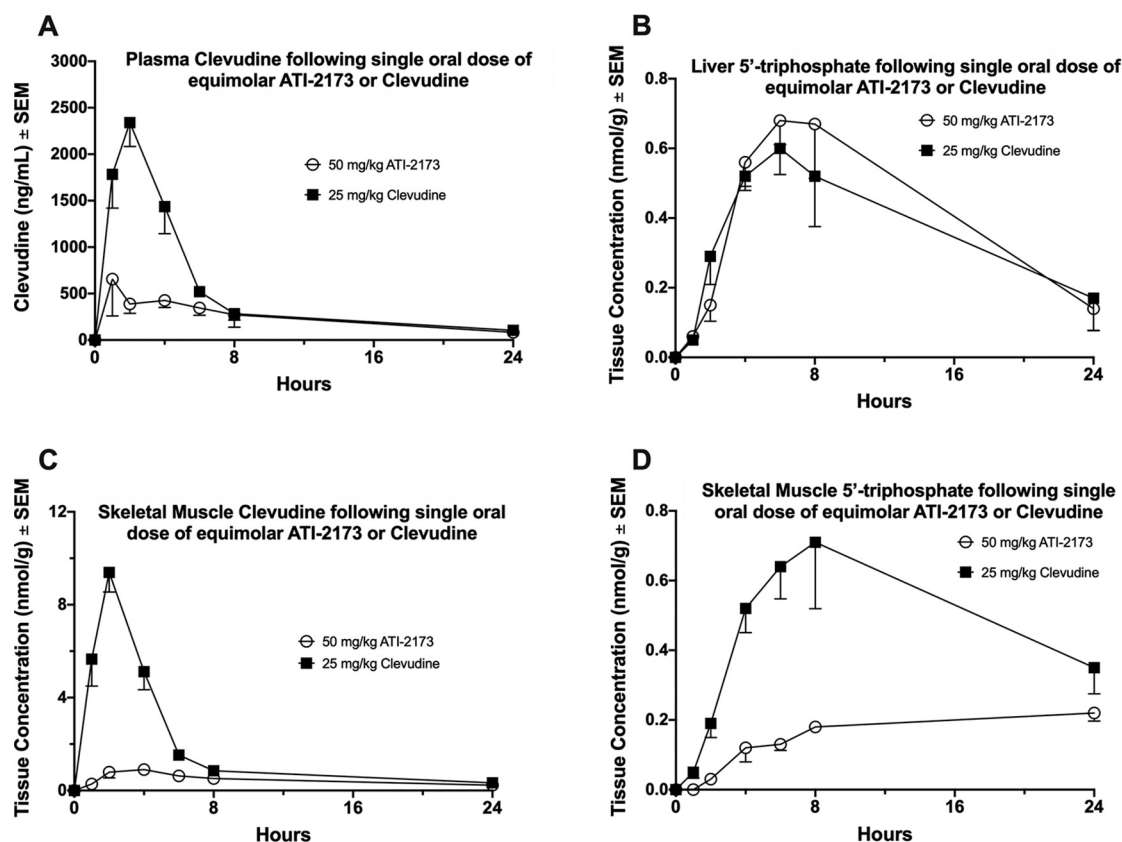 A
Plasma Clevudine following single oral dose of
equimolar ATI-2173 or Clevudine
Clevudine (ng/mL) ± SEM
3000
2500
2000
1500
1000
500
0
50 mg/kg ATI-2173
25 mg/kg Clevudine
0 8 16 24
Hours
B
Liver 5’-triphosphate following single oral dose of
equimolar ATI-2173 or Clevudine
Tissue Concentration (nmol/g) ± SEM
0.8
0.6
0.4
0.2
0.0
50 mg/kg ATI-2173
25 mg/kg Clevudine
0 8 16 24
Hours
C
Skeletal Muscle Clevudine following single oral
dose of equimolar ATI-2173 or Clevudine
Tissue Concentration (nmol/g) ± SEM
12
9
6
4
2
0
50 mg/kg ATI-2173
25 mg/kg Clevudine
0 8 16 24
Hours
D
Skeletal Muscle 5’-triphosphate following single
oral dose of equimolar ATI-2173 or Clevudine
Tissue Concentration (nmol/g) ± SEM
0.8
0.6
0.4
0.2
0.0
50 mg/kg ATI-2173
25 mg/kg Clevudine
0 8 16 24
Hours